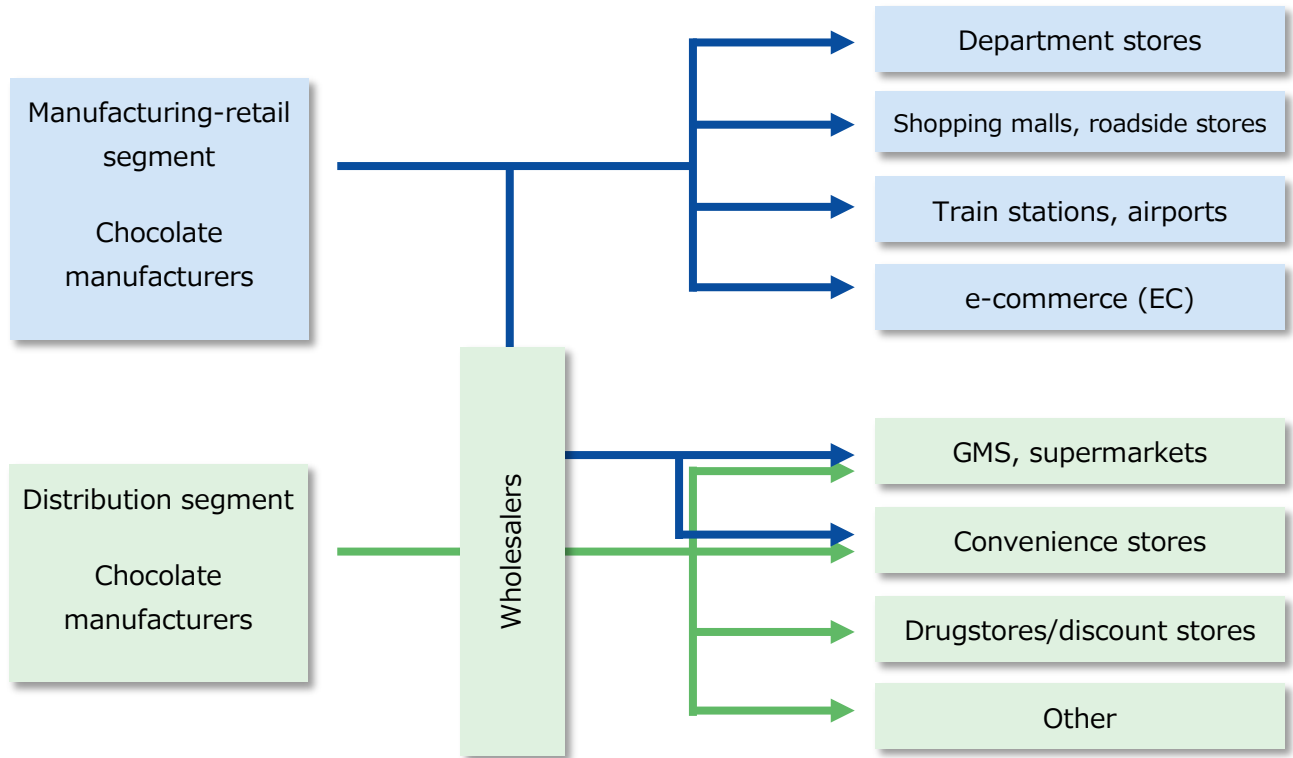 Manufacturing-retail
segment
Chocolate
manufacturers
Department stores
Shopping malls, roadside stores
Train stations, airports
e-commerce (EC)
Distribution segment
Chocolate
manufacturers
Wholesalers
GMS, supermarkets
Convenience stores
Drugstores/discount stores
Other